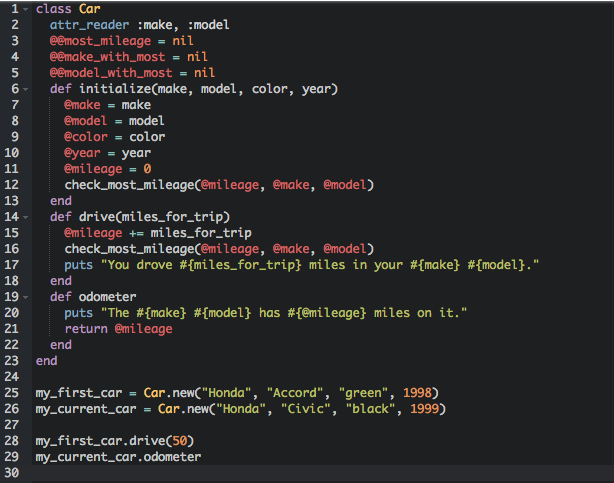 1 class Car
2   attr_reader :make, :model
3   @@most_mileage = nil
4   @@make_with_most = nil
5   @@model_with_most = nil
6   def initialize(make, model, color, year)
7     @make = make
8     @model = model
9     @color = color
10     @year = year
11     @mileage = 0
12     check_most_mileage(@mileage, @make, @model)
13   end
14   def drive(miles_for_trip)
15     @mileage += miles_for_trip
16     check_most_mileage(@mileage, @make, @model)
17     puts "You drove #{miles_for_trip} miles in your #{make} #{model}."
18   end
19   def odometer
20     puts "The #{make} #{model} has #{@mileage} miles on it."
21     return @mileage
22   end
23 end
24
25 my_first_car = Car.new("Honda", "Accord", "green", 1998)
26 my_current_car = Car.new("Honda", "Civic", "black", 1999)
27
28 my_first_car.drive(50)
29 my_current_car.odometer
30